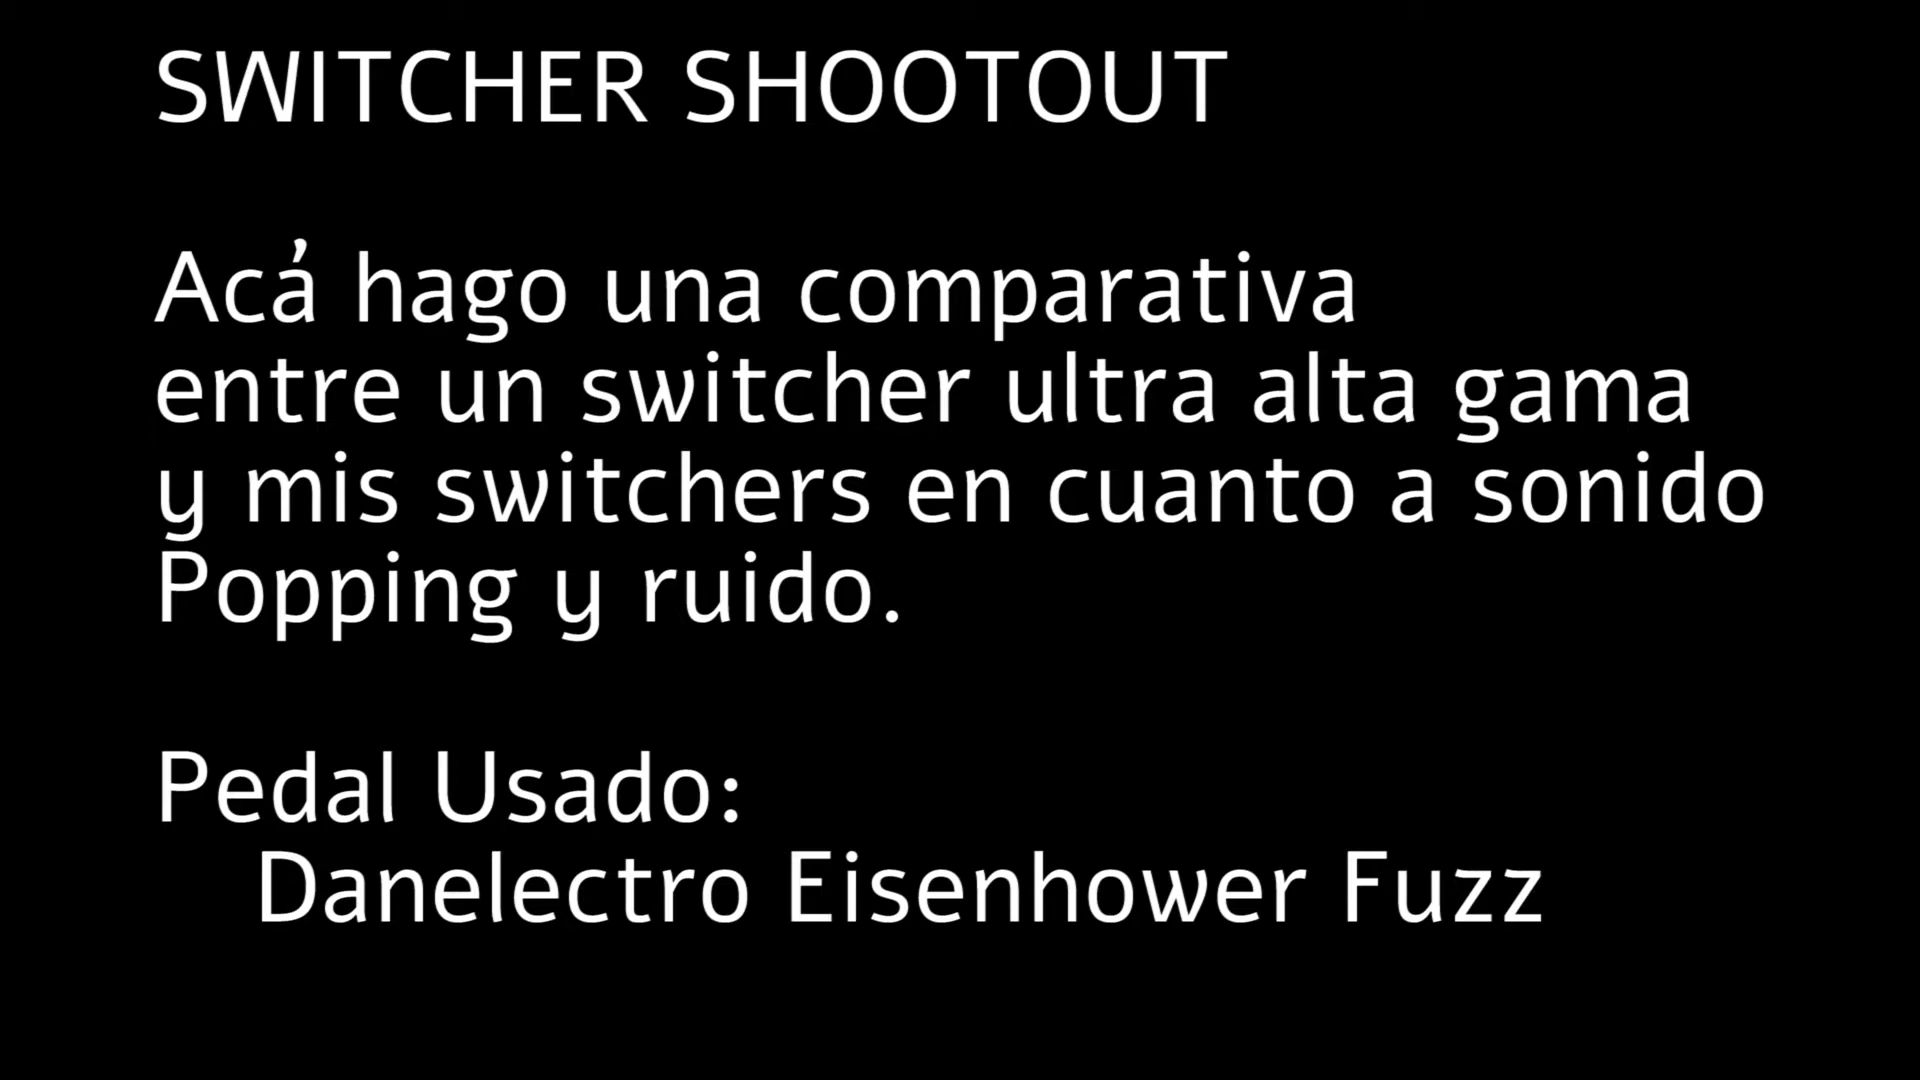 SWITCHER SHOOTOUT
Acá hago una comparativa
entre un switcher ultra alta gama
y mis switchers en cuanto a sonido
Popping y ruido.
Pedal Usado:
Danelectro Eisenhower Fuzz